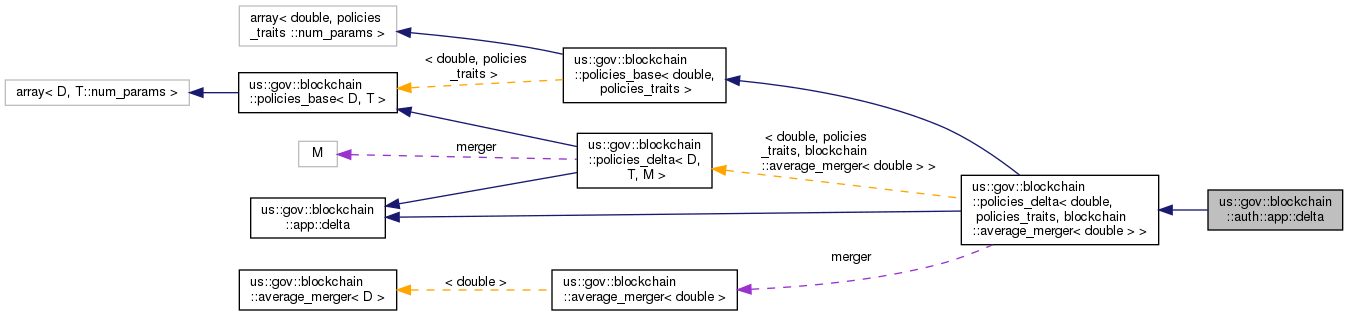 array< double, policies
_traits ::num_params >
us::gov::blockchain
::policies_base< double,
policies_traits >
< double, policies
_traits >
array< D, T::num_params >
us::gov::blockchain
::policies_base< D, T >
M
merger
us::gov::blockchain
::policies_delta< D,
T, M >
< double, policies
_traits, blockchain
::average_merger< double > >
us::gov::blockchain
::app::delta
us::gov::blockchain
::policies_delta< double,
policies_traits, blockchain
::average_merger< double > >
us::gov::blockchain
::auth::app::delta
merger
us::gov::blockchain
::average_merger< D >
< double >
us::gov::blockchain
::average_merger< double >